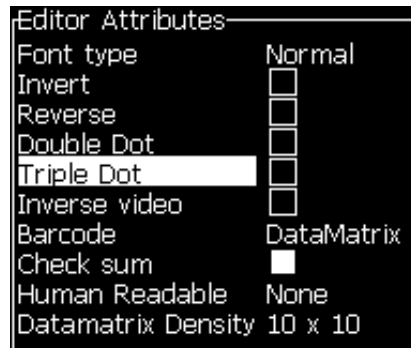 Editor Attributes
Font type Normal
Invert
Reverse
Double Dot
Triple Dot
Inverse video
Barcode DataMatrix
Check sum
Human Readable None
Datamatrix Density 10 x 10